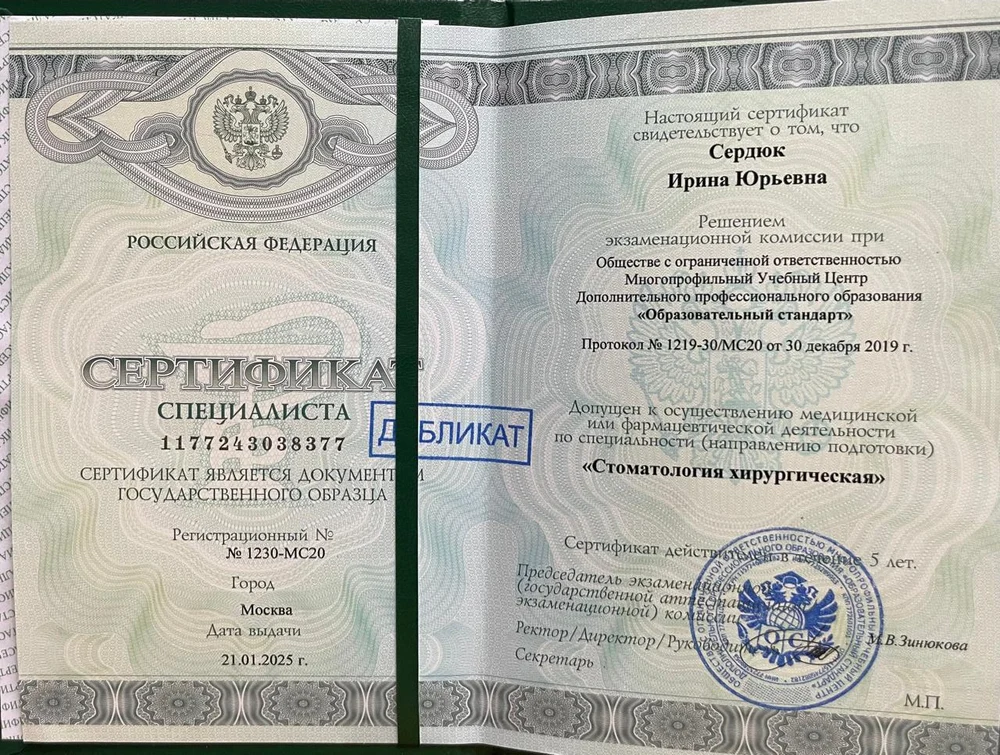 РОССИЙСКАЯ ФЕДЕРАЦИЯ
СЕРТИФИКАТ
СПЕЦИАЛИСТА
1177243038377
СЕРТИФИКАТ ЯВЛЯЕТСЯ ДОКУМЕНТОМ
ГОСУДАРСТВЕННОГО ОБРАЗЦА
Регистрационный №
№ 1230-МС20
Город
Москва
Дата выдачи
21.01.2025 г.
ДУБЛИКАТ
Настоящий сертификат
свидетельствует о том, что
Сердюк
Ирина Юрьевна
Решением
экзаменационной комиссии при
Обществе с ограниченной ответственностью
Многопрофильный Учебный Центр
Дополнительного профессионального образования
«Образовательный стандарт»
Протокол № 1219-30/МС20 от 30 декабря 2019 г.
Допущен к осуществлению медицинской
или фармацевтической деятельности
по специальности (направлению подготовки)
«Стоматология хирургическая»
Сертификат действителен в течение 5 лет.
Председатель экзаменационной
(государственной аттестационной,
экзаменационной) комиссии
Ректор/Директор/Руководитель
М.В.Зинюкова
Секретарь
М.П.